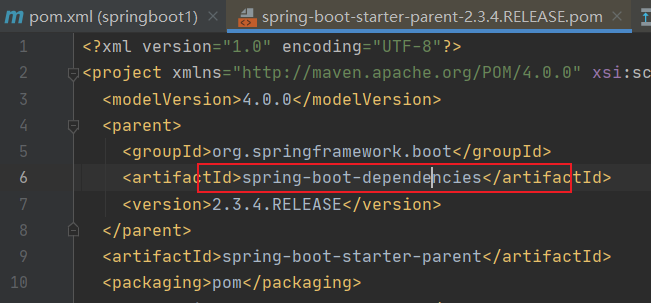 pom.xml (springboot1) × spring-boot-starter-parent-2.3.4.RELEASE.pom ×
1 <?xml version="1.0" encoding="UTF-8"?>
2 <project xmlns="http://maven.apache.org/POM/4.0.0" xsi:sc
3 <modelVersion>4.0.0</modelVersion>
4 <parent>
5 <groupId>org.springframework.boot</groupId>
6 <artifactId>spring-boot-dependencies</artifactId>
7 <version>2.3.4.RELEASE</version>
8 </parent>
9 <artifactId>spring-boot-starter-parent</artifactId>
10 <packaging>pom</packaging>